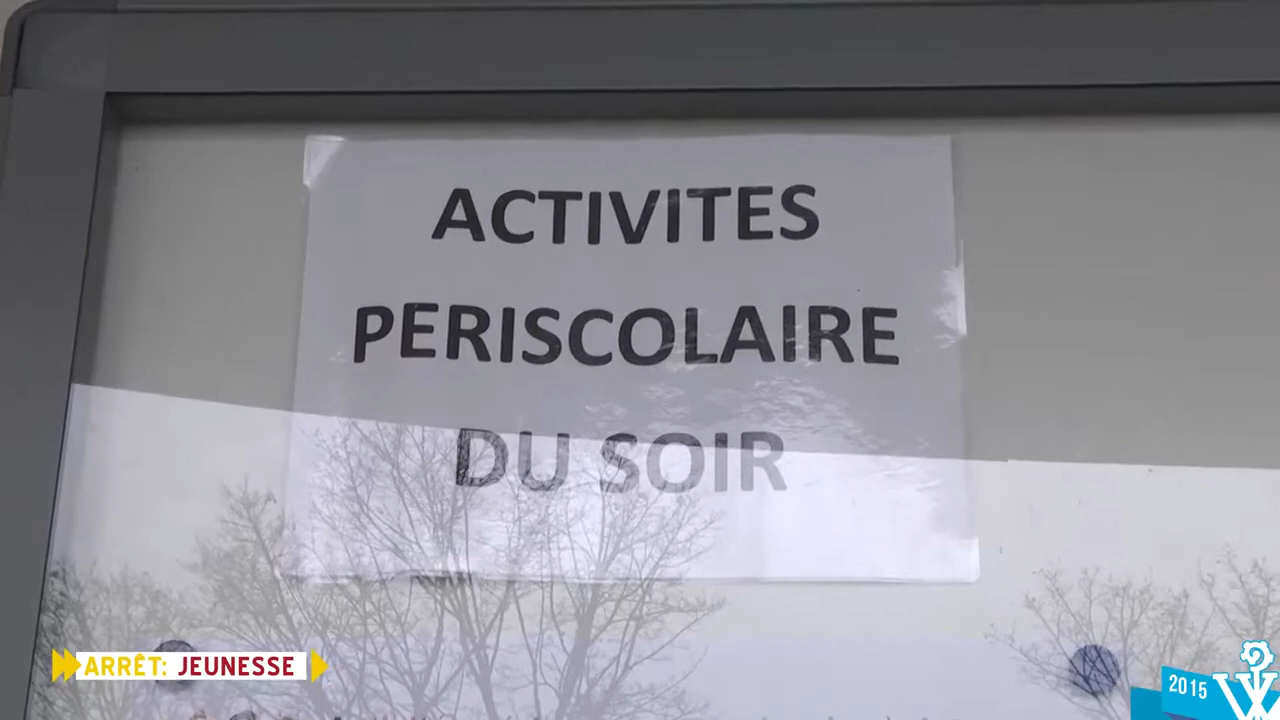 ACTIVITES
PERISCOLAIRE
DU SOIR
ARRÊT: JEUNESSE
2015
W